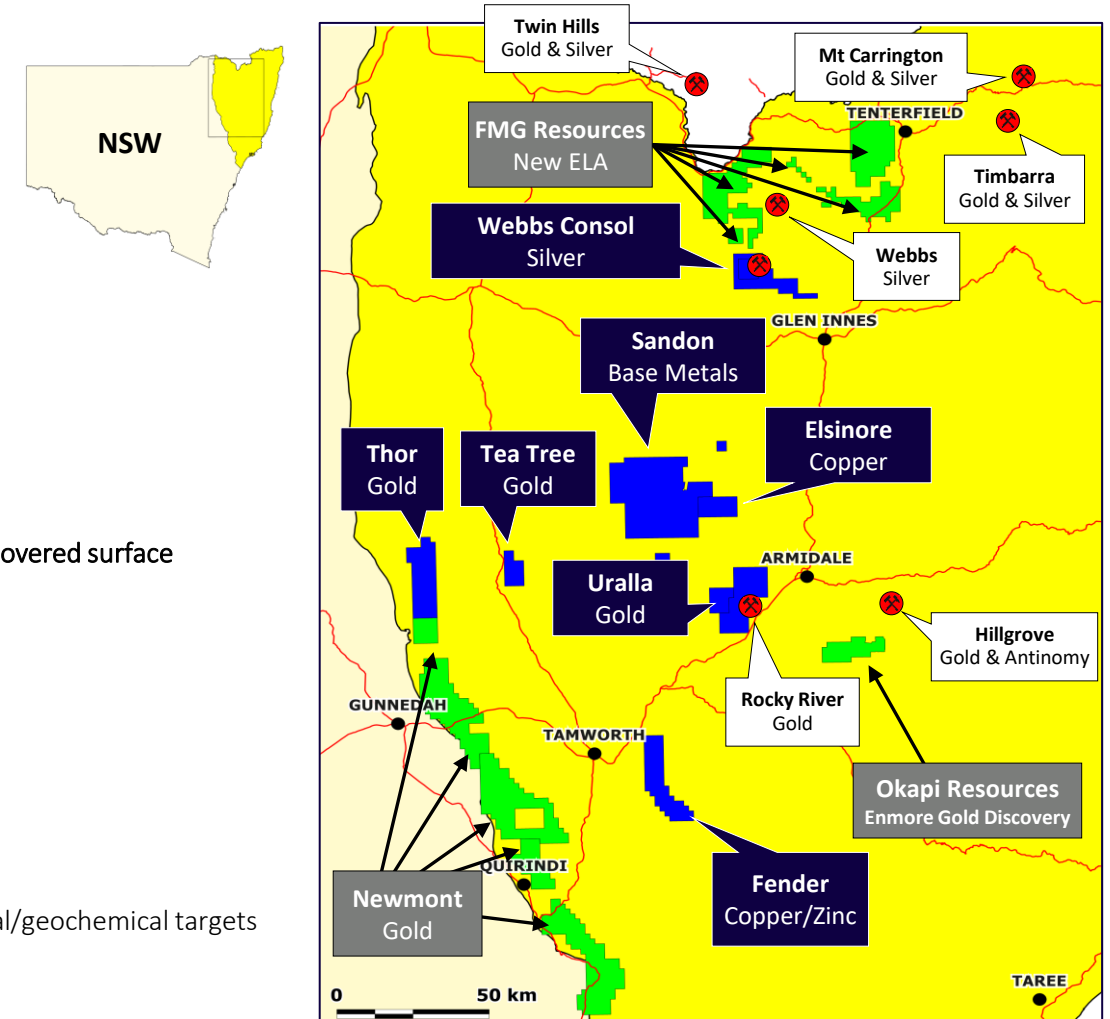 Twin Hills
Gold & Silver
Mt Carrington
Gold & Silver
TENTERFIELD
NSW
FMG Resources
New ELA
Timbarra
Gold & Silver
Webbs Consol
Silver
Webbs
Silver
GLEN INNES
Sandon
Base Metals
Elsinore
Copper
Thor
Gold
Tea Tree
Gold
overed surface
ARMIDALE
Uralla
Gold
Hillgrove
Gold & Antinomy
Rocky River
Gold
GUNNEDAH
TAMWORTH
Okapi Resources
Enmore Gold Discovery
QUIRINDI
Fender
Copper/Zinc
Newmont
Gold
al/geochemical targets
TAREE
0 50 km